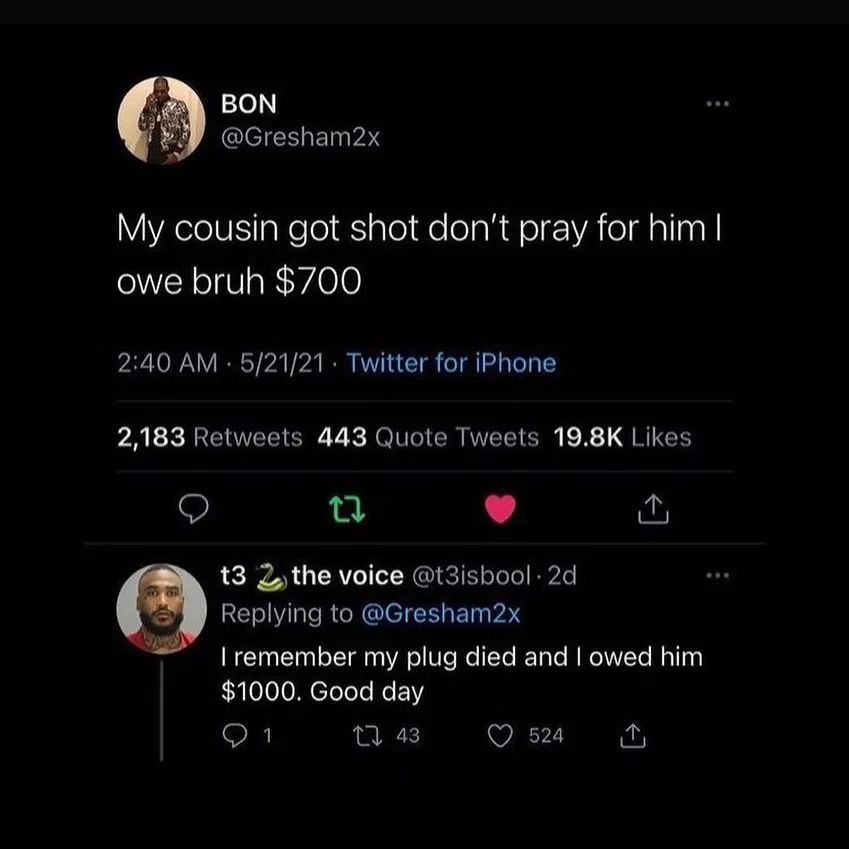 BON
@Gresham2x
My cousin got shot don't pray for him I
owe bruh $700
2:40 AM · 5/21/21 · Twitter for iPhone
2,183 Retweets 443 Quote Tweets 19.8K Likes
t3 🐍 the voice @t3isbool · 2d
Replying to @Gresham2x
I remember my plug died and I owed him
$1000. Good day
1 43 524